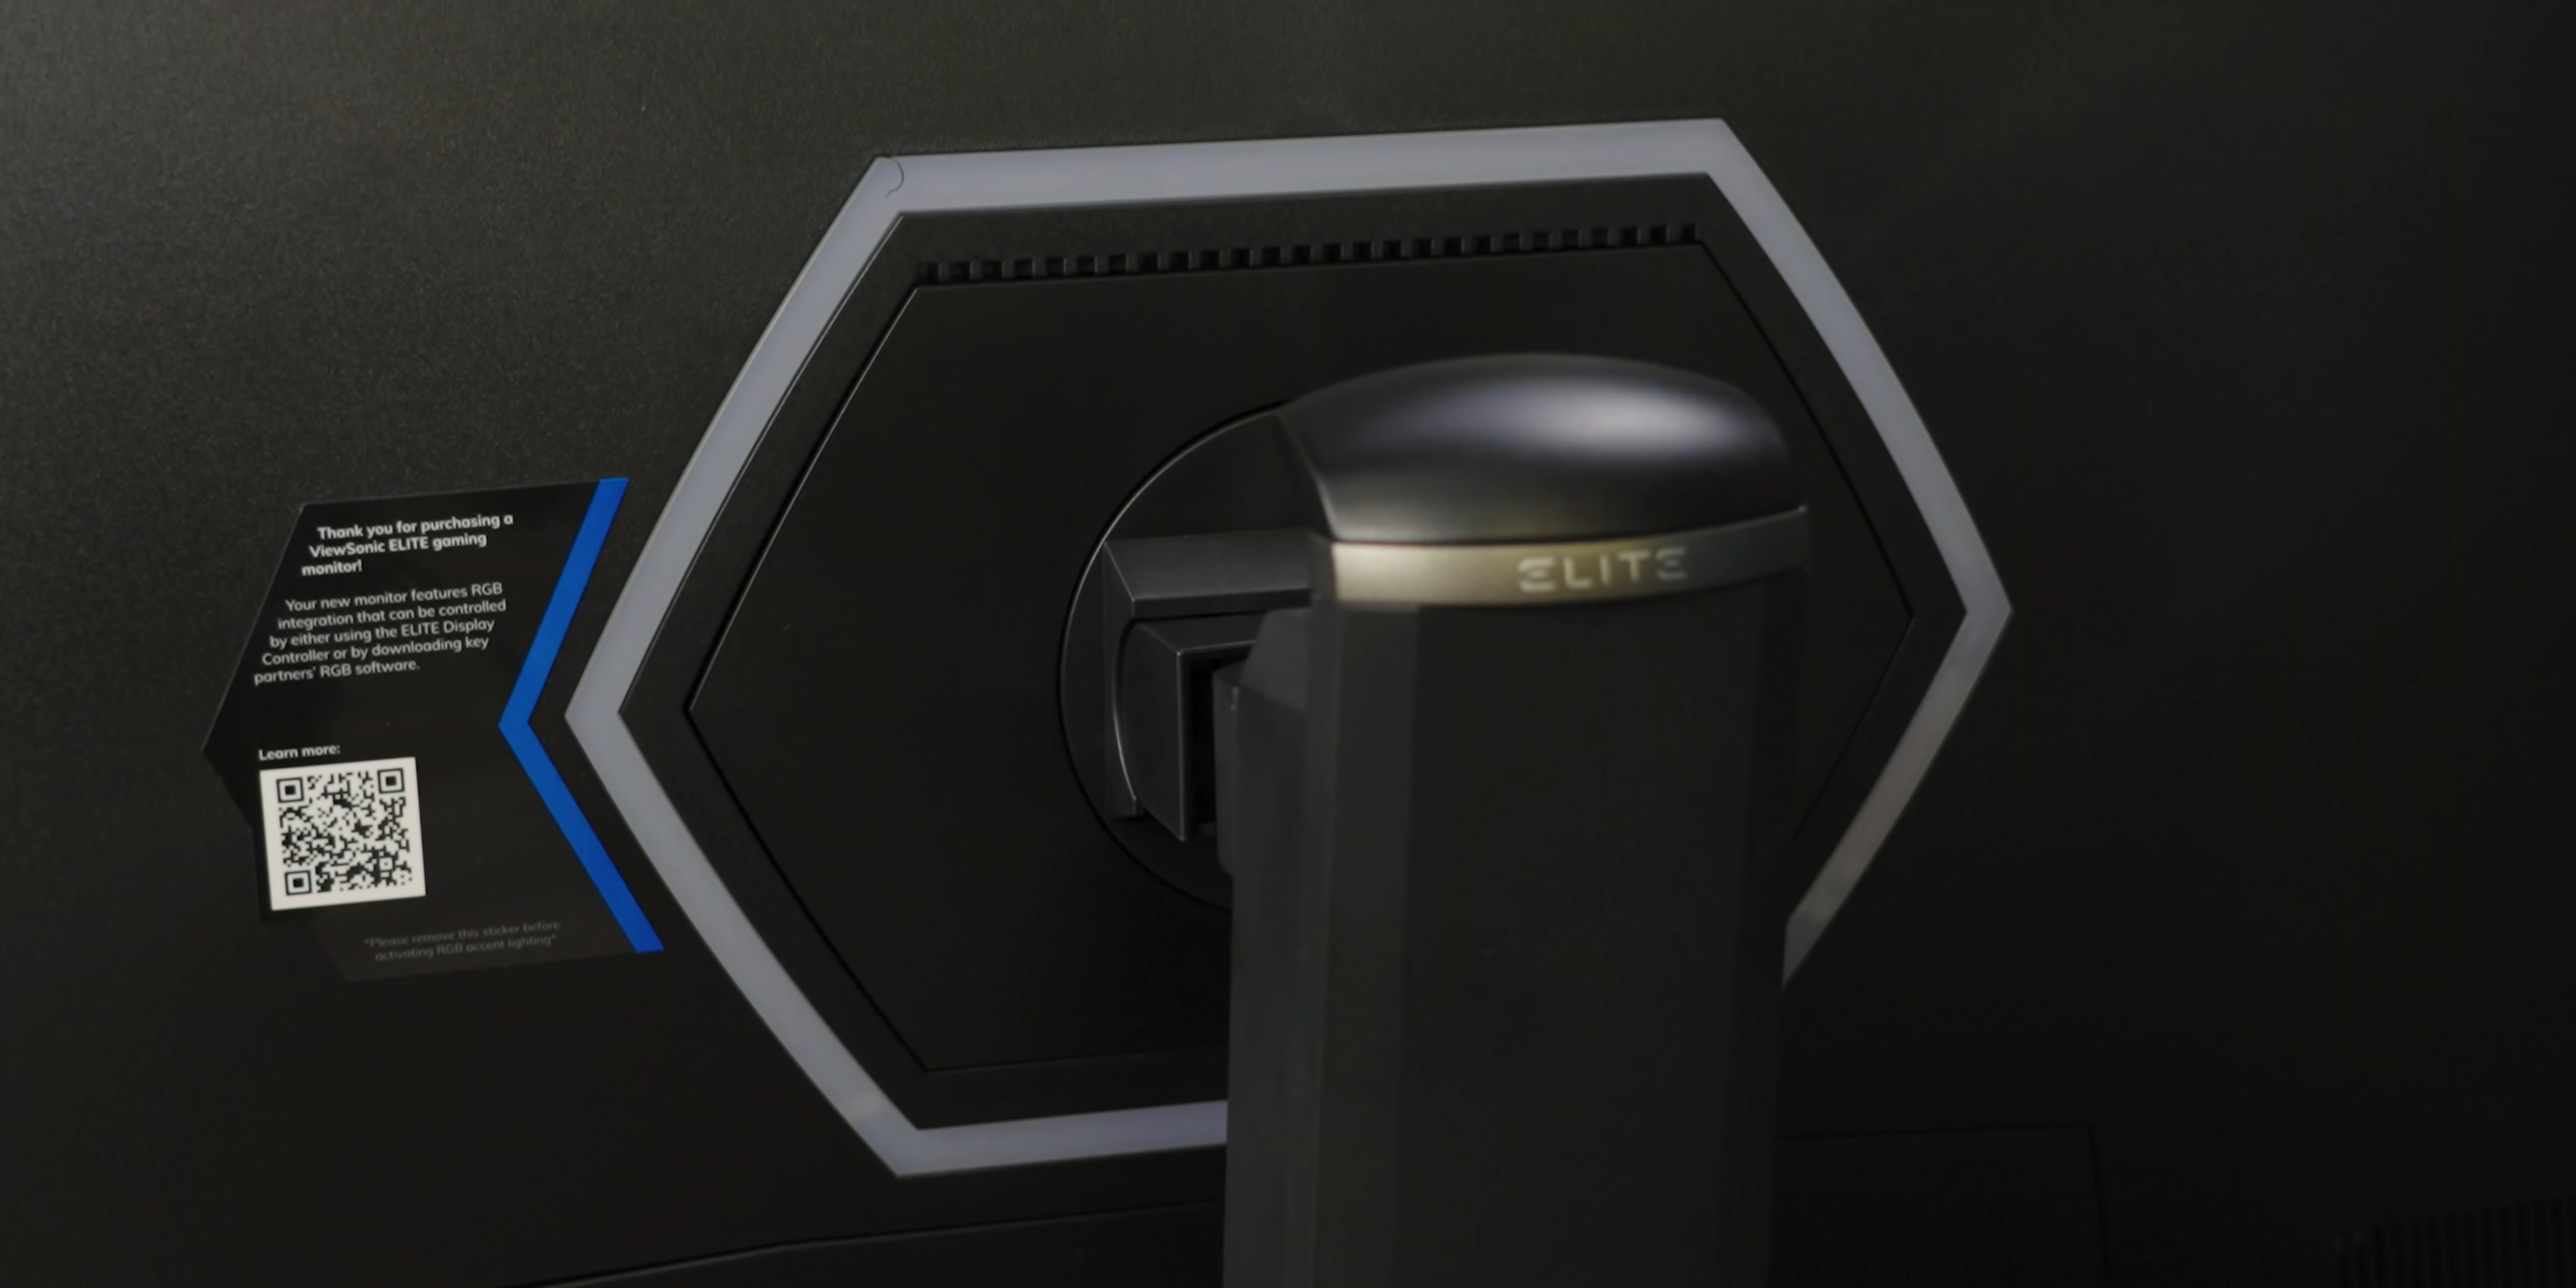 Thank you for purchasing a
ViewSonic ELITE gaming
monitor!
Your new monitor features RGB
integration that can be controlled
by either using the ELITE Display
Controller or by downloading key
partners' RGB software.
Learn more:
*Please remove this sticker before
activating RGB accent lighting*
ELITE